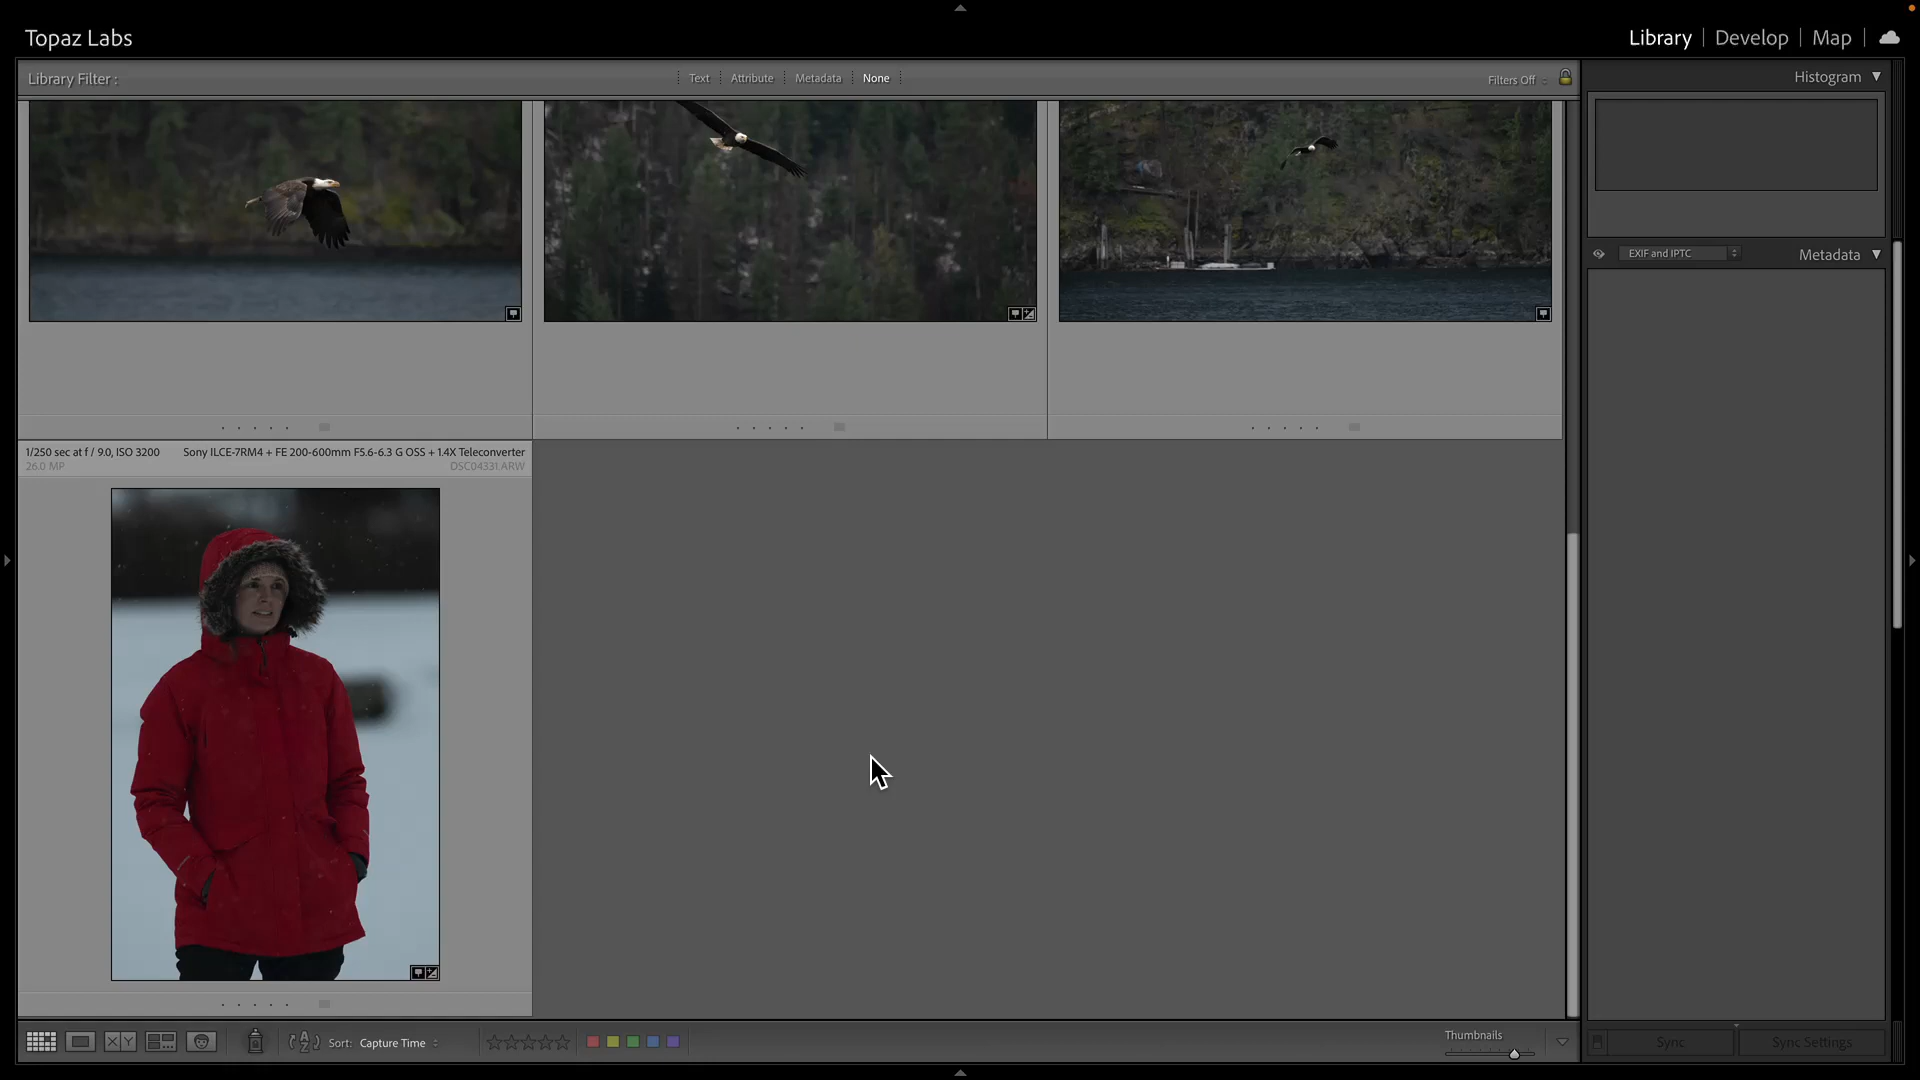 Topaz Labs
Library | Develop | Map |
Library Filter :
Text
Attribute
Metadata
None
Filters Off
Histogram
EXIF and IPTC
Metadata
1/250 sec at f / 9.0, ISO 3200
Sony ILCE-7RM4 + FE 200-600mm F5.6-6.3 G OSS + 1.4X Teleconverter
26.0 MP
DSC04331.ARW
X Y
A
Z
Sort: Capture Time
Thumbnails
Sync
Sync Settings